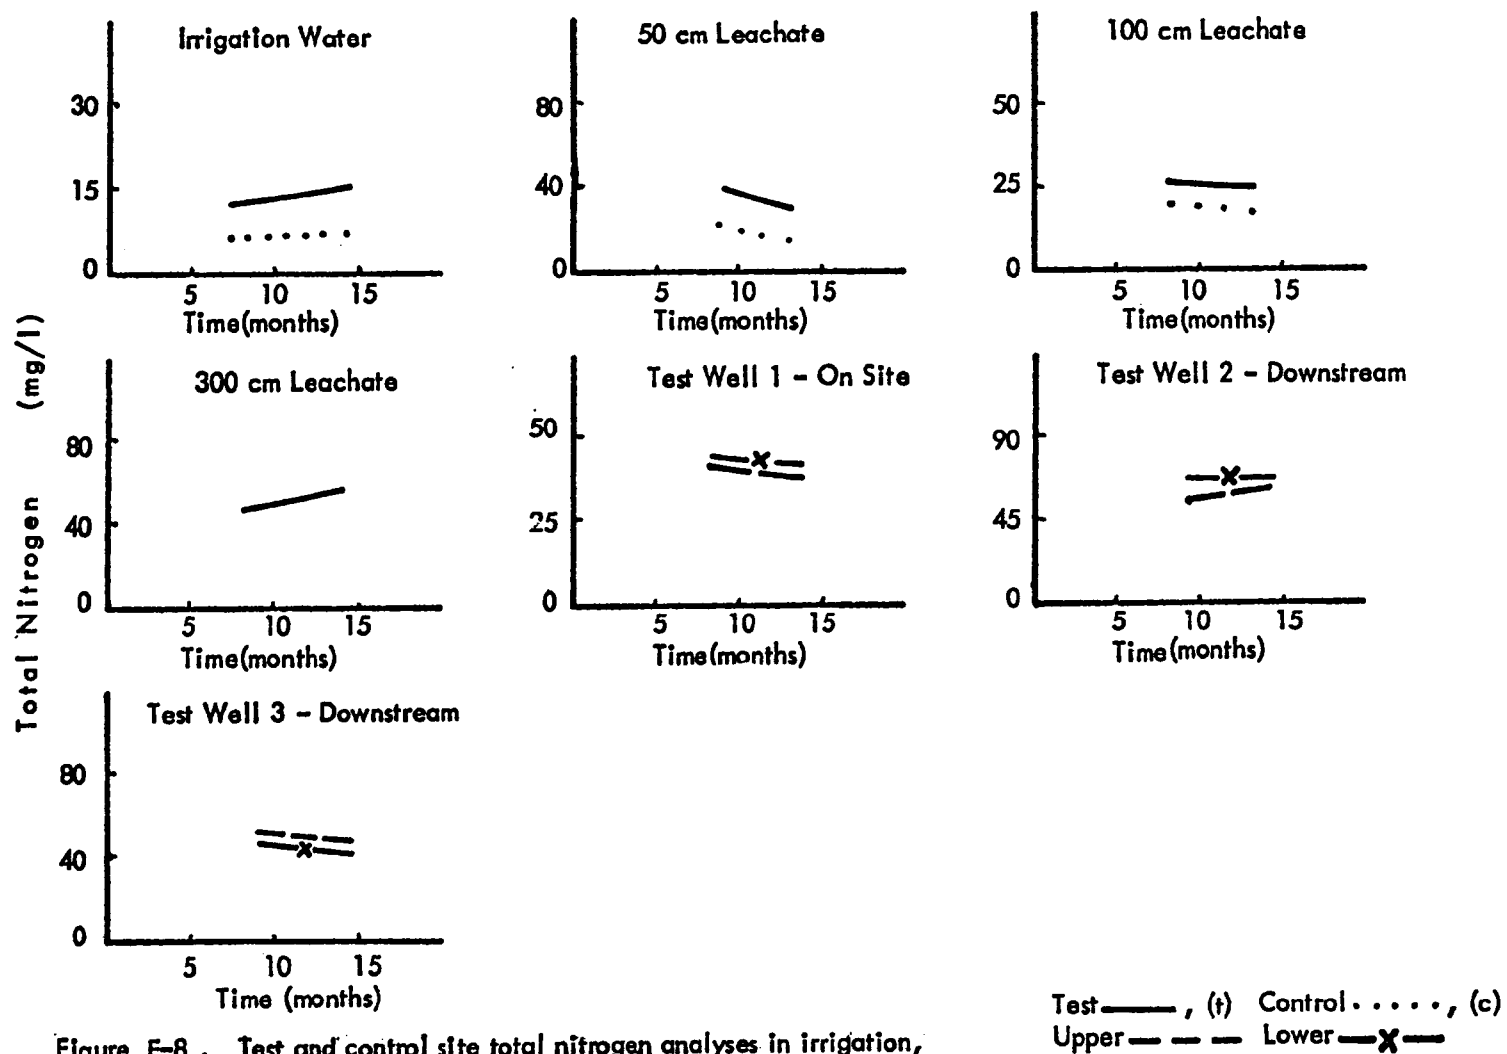 Irrigation Water
50 cm Leachate
100 cm Leachate
30
15
0
5 10 15
Time(months)
80
40
0
5 10 15
Time(months)
50
25
0
5 10 15
Time(months)
Total Nitrogen (mg/l)
300 cm Leachate
Test Well 1 - On Site
Test Well 2 - Downstream
80
40
0
5 10 15
Time(months)
50
25
0
5 10 15
Time(months)
90
45
0
5 10 15
Time(months)
Test Well 3 - Downstream
80
40
0
5 10 15
Time (months)
Test , (t) Control . . . . . , (c)
Upper Lower X
Figure E-8 . Test and control site total nitrogen analyses in irrigation,